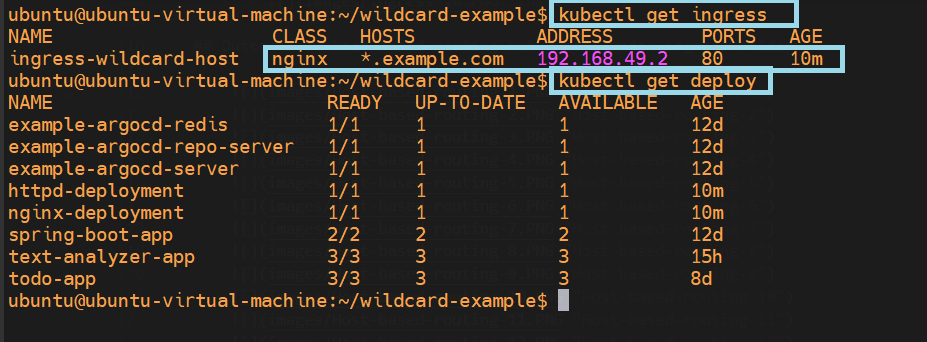 ubuntu@ubuntu-virtual-machine:~/wildcard-example$ kubectl get ingress
NAME CLASS HOSTS ADDRESS PORTS AGE
ingress-wildcard-host nginx *.example.com 192.168.49.2 80 10m
ubuntu@ubuntu-virtual-machine:~/wildcard-example$ kubectl get deploy
NAME READY UP-TO-DATE AVAILABLE AGE
example-argocd-redis 1/1 1 1 12d
example-argocd-repo-server 1/1 1 1 12d
example-argocd-server 1/1 1 1 12d
httpd-deployment 1/1 1 1 10m
nginx-deployment 1/1 1 1 10m
spring-boot-app 2/2 2 2 12d
text-analyzer-app 3/3 3 3 15h
todo-app 3/3 3 3 8d
ubuntu@ubuntu-virtual-machine:~/wildcard-example$